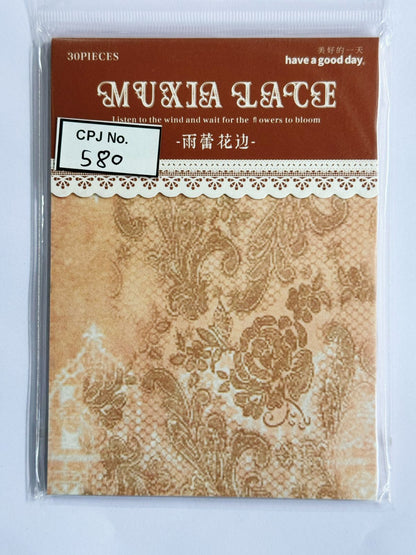 30PIECES
美好的一天
have a good day.
MUXIA LACE
Listen to the wind and wait for the flowers to bloom
CPJ No.
580
-雨蕾花边-